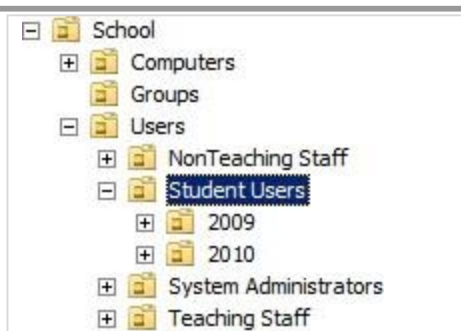 School
Computers
Groups
Users
NonTeaching Staff
Student Users
2009
2010
System Administrators
Teaching Staff